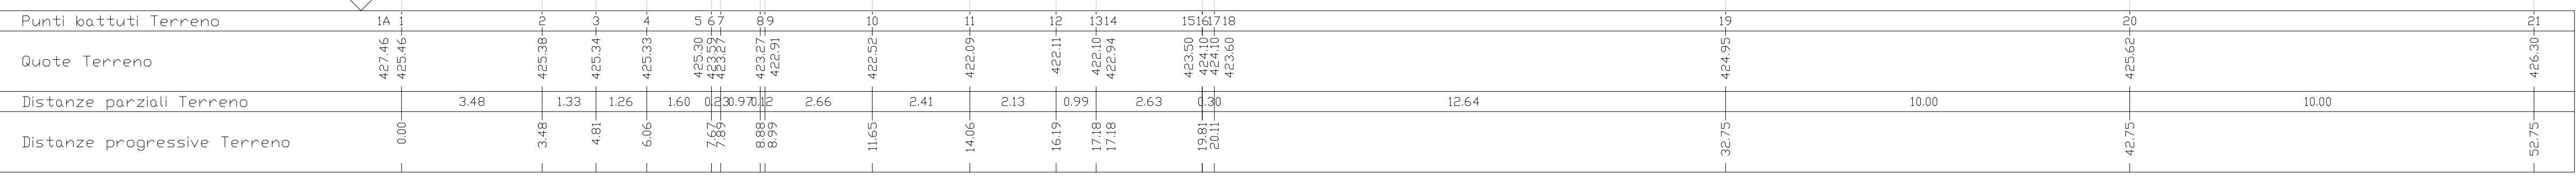 Punti battuti Terreno 1A 1 2 3 4 5 6 7 8 9 10 11 12 13 14 15 16 17 18 19 20 21
Quote Terreno 427.46 425.46 425.38 425.34 425.33 425.30 423.59 423.27 423.27 422.91 422.52 422.09 422.11 422.10 422.94 423.50 424.10 424.10 423.60 424.95 425.62 426.30
Distanze parziali Terreno 3.48 1.33 1.26 1.60 0.23 0.97 0.12 2.66 2.41 2.13 0.99 2.63 0.30 12.64 10.00 10.00
Distanze progressive Terreno 0.00 3.48 4.81 6.06 7.67 7.89 8.88 8.99 11.65 14.06 16.19 17.18 17.18 19.81 20.11 32.75 42.75 52.75